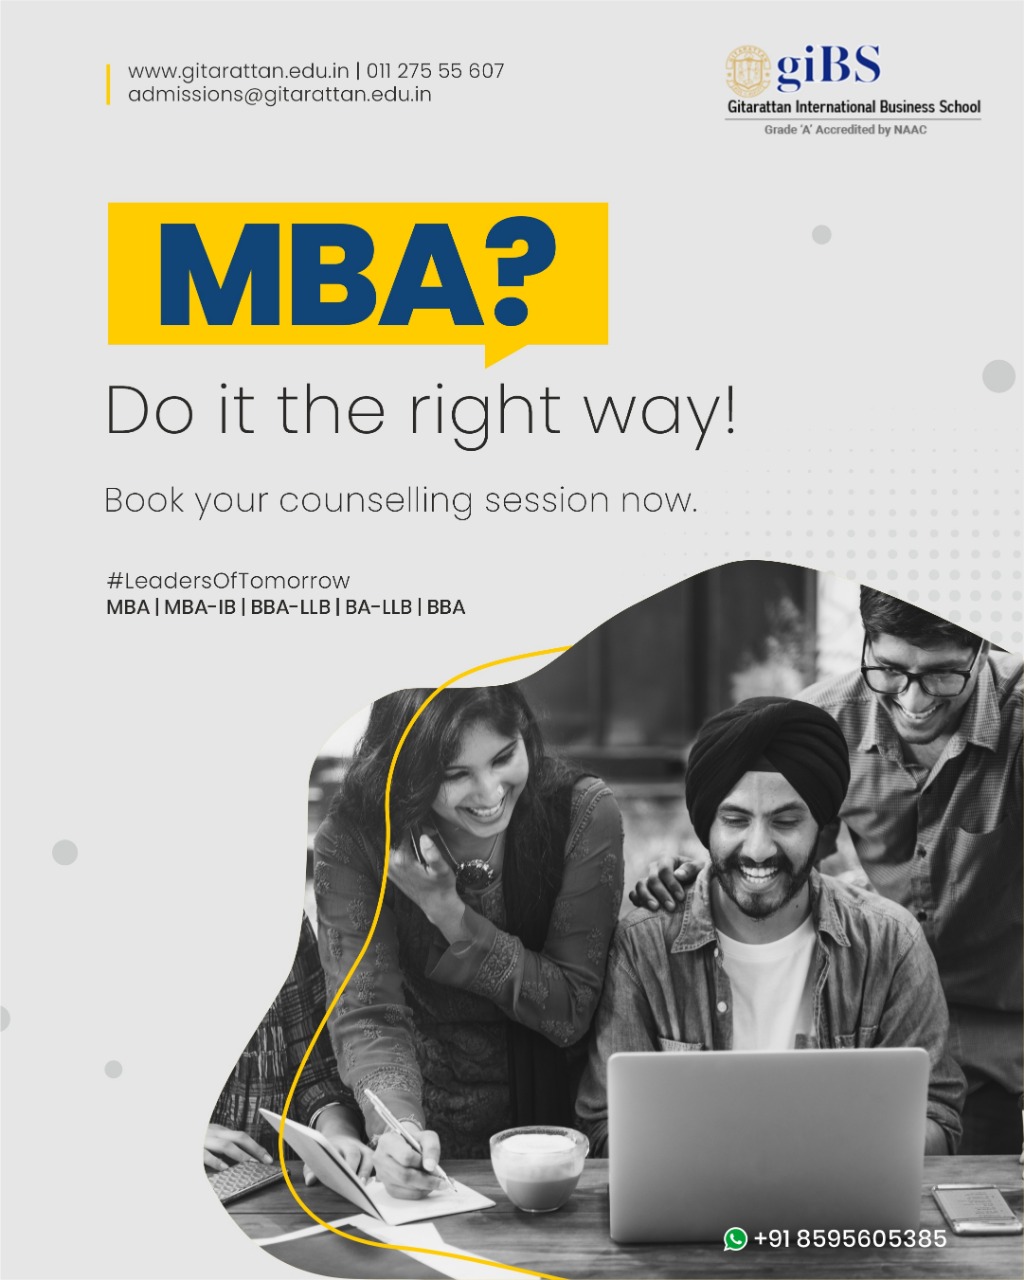 www.gitarattan.edu.in | 011 275 55 607
admissions@gitarattan.edu.in
giBS
Gitarattan International Business School
Grade 'A' Accredited by NAAC
MBA?
Do it the right way!
Book your counselling session now.
#LeadersOfTomorrow
MBA | MBA-IB | BBA-LLB | BA-LLB | BBA
+91 8595605385